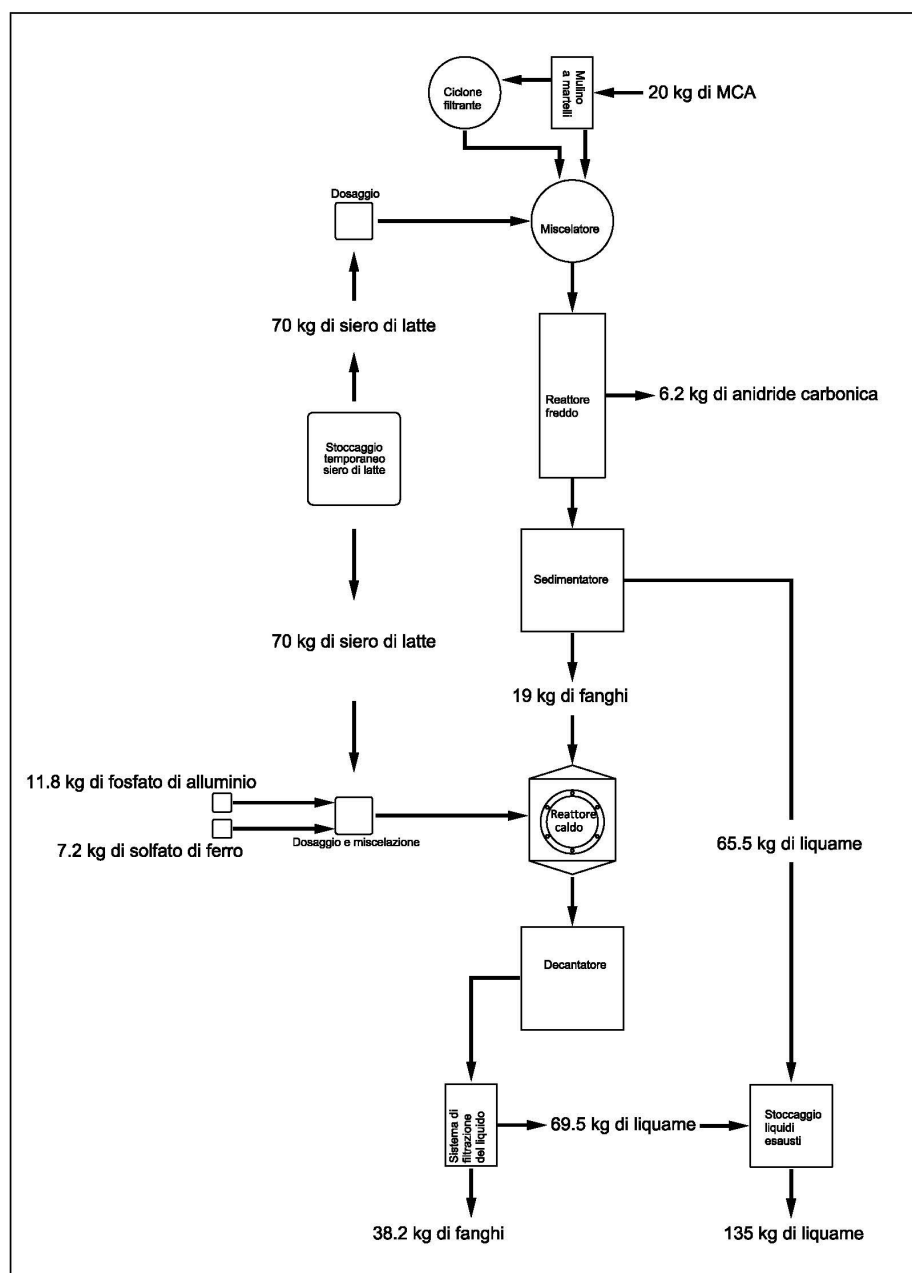 Ciclone
filtrante
Mulino
a martelli
20 kg di MCA
Dosaggio
Miscelatore
70 kg di siero di latte
Reattore
freddo
6.2 kg di anidride carbonica
Stoccaggio
temporaneo
siero di latte
Sedimentatore
70 kg di siero di latte
19 kg di fanghi
11.8 kg di fosfato di alluminio
7.2 kg di solfato di ferro
Dosaggio e miscelazione
Reattore
caldo
65.5 kg di liquame
Decantatore
Sistema di
filtrazione
del liquido
69.5 kg di liquame
Stoccaggio
liquidi
esausti
38.2 kg di fanghi
135 kg di liquame